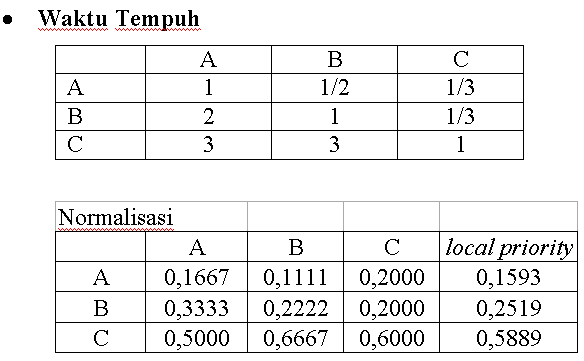 • Waktu Tempuh
A B C
A 1 1/2 1/3
B 2 1 1/3
C 3 3 1
Normalisasi
A B C local priority
A 0,1667 0,1111 0,2000 0,1593
B 0,3333 0,2222 0,2000 0,2519
C 0,5000 0,6667 0,6000 0,5889